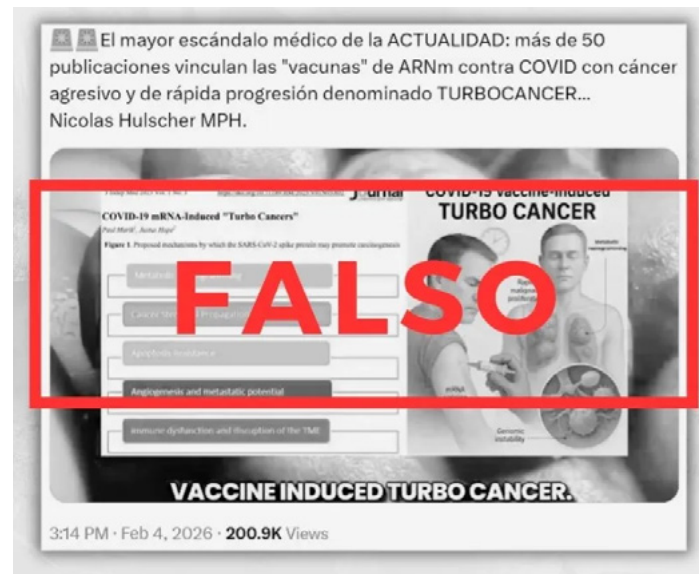 El mayor escándalo médico de la ACTUALIDAD: más de 50
publicaciones vinculan las "vacunas" de ARNm contra COVID con cáncer
agresivo y de rápida progresión denominado TURBOCANCER...
Nicolas Hulscher MPH.
Journal
COVID-19 vaccine-induced
TURBO CANCER
COVID-19 mRNA-Induced "Turbo Cancers"
Figure 1. Proposed mechanisms by which the SARS-CoV-2 spike protein may promote carcinogenesis
FALSO
Apoptosis
Angiogenesis and metastatic potential
Immune dysfunction and disruption of the TME
mRNA
Genomic
instability
VACCINE INDUCED TURBO CANCER.
3:14 PM · Feb 4, 2026 · 200.9K Views